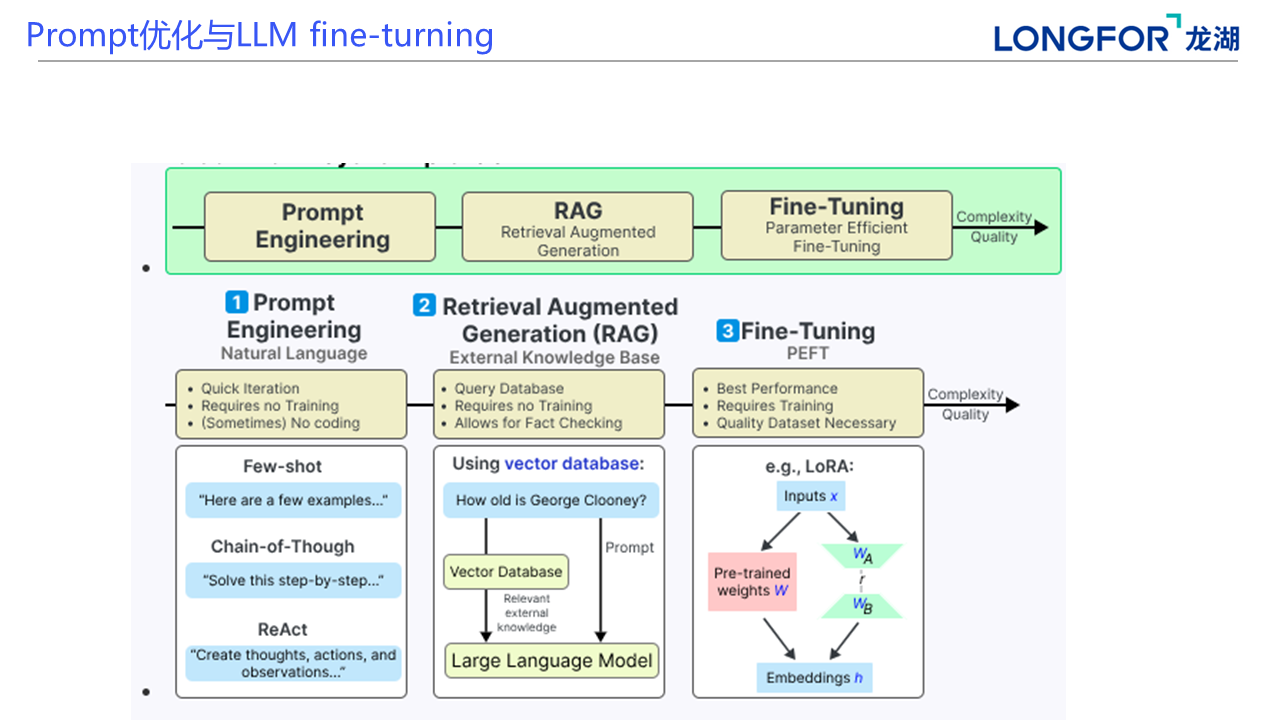 Prompt优化与LLM fine-turning
LONGFOR 龙湖
Prompt
Engineering
RAG
Retrieval Augmented
Generation
Fine-Tuning
Parameter Efficient
Fine-Tuning
Complexity
Quality
1 Prompt
Engineering
Natural Language
• Quick Iteration
• Requires no Training
• (Sometimes) No coding
Few-shot
“Here are a few examples...“
Chain-of-Though
“Solve this step-by-step...“
ReAct
“Create thoughts, actions, and
observations...“
2 Retrieval Augmented
Generation (RAG)
External Knowledge Base
• Query Database
• Requires no Training
• Allows for Fact Checking
Using vector database:
How old is George Clooney?
Prompt
Vector Database
Relevant
external
knowledge
Large Language Model
3 Fine-Tuning
PEFT
• Best Performance
• Requires Training
• Quality Dataset Necessary
Complexity
Quality
e.g., LoRA:
Inputs x
Pre-trained
weights W
WA
r
WB
Embeddings h